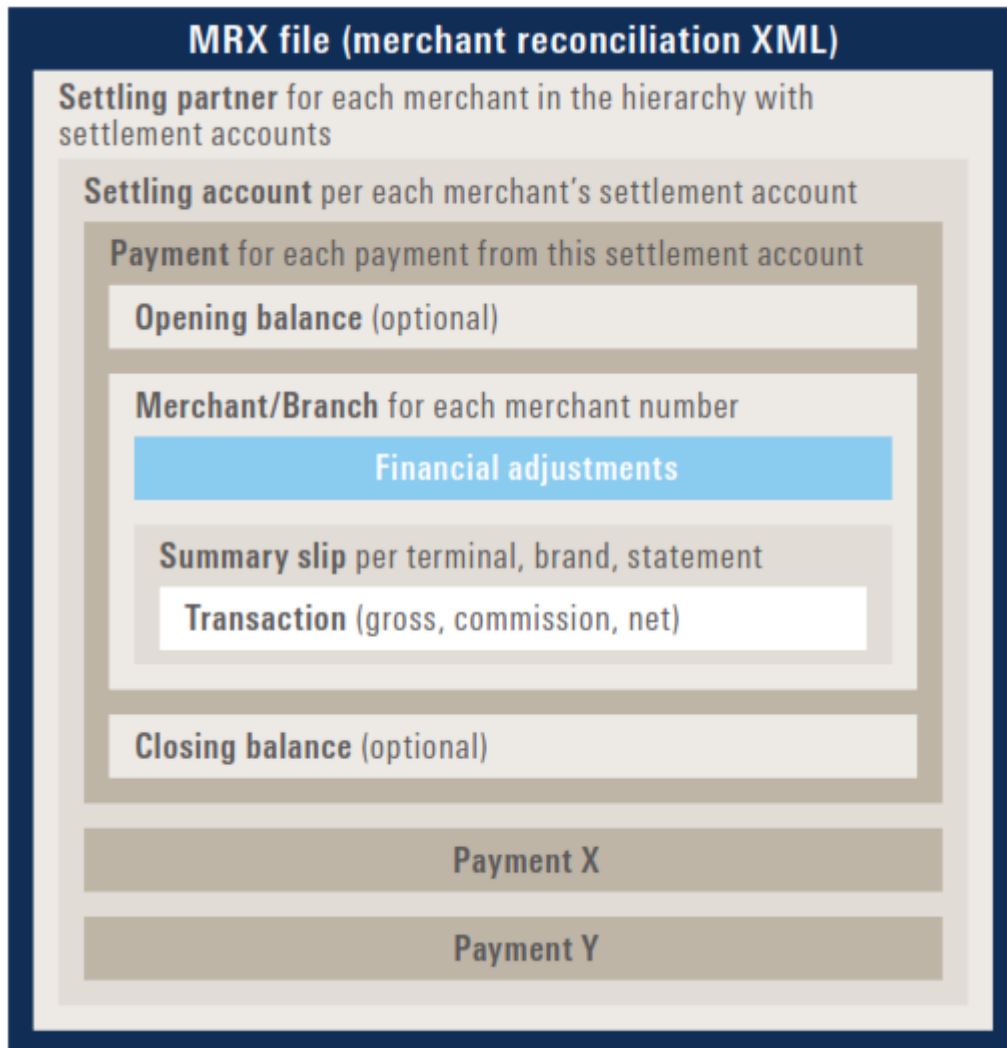 MRX file (merchant reconciliation XML)
Settling partner for each merchant in the hierarchy with
settlement accounts
Settling account per each merchant's settlement account
Payment for each payment from this settlement account
Opening balance (optional)
Merchant/Branch for each merchant number
Financial adjustments
Summary slip per terminal, brand, statement
Transaction (gross, commission, net)
Closing balance (optional)
Payment X
Payment Y